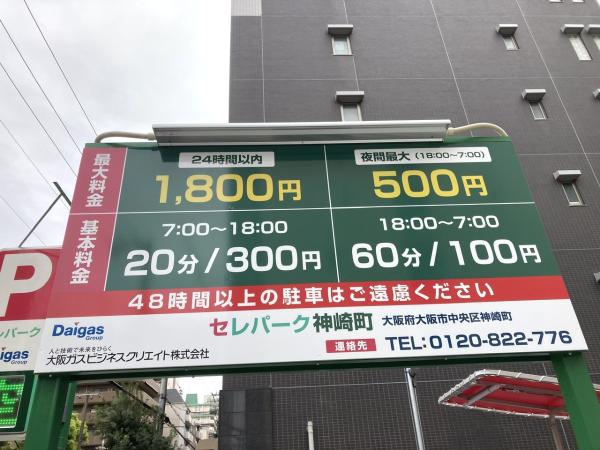 最大料金
24時間以内
1,800円
夜間最大 (18:00~7:00)
500円
基本料金
7:00~18:00
20分/300円
18:00~7:00
60分/100円
48時間以上の駐車はご遠慮ください
Daigas
Group
人と技術で未来をひらく
大阪ガスビジネスクリエイト株式会社
セレパーク神崎町
大阪府大阪市中央区神崎町
連絡先
TEL:0120-822-776
P
レパーク
igas
Group